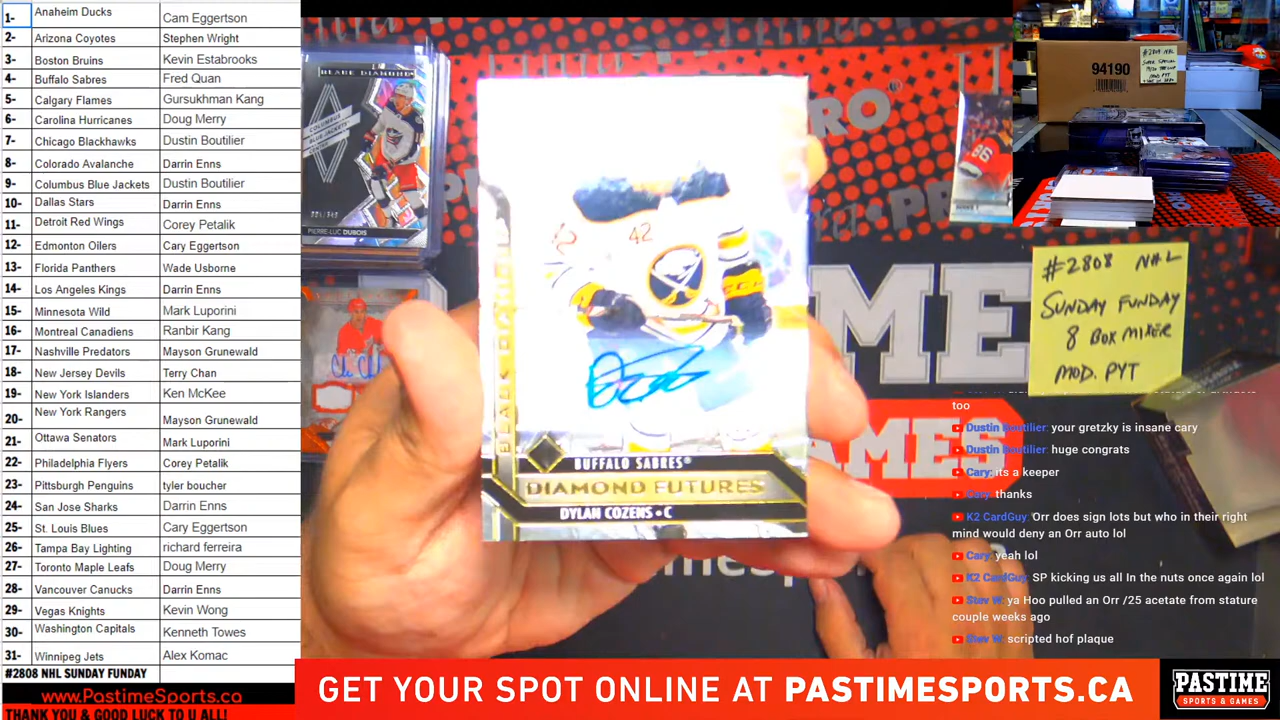 1- Anaheim Ducks Cam Eggertson
2- Arizona Coyotes Stephen Wright
3- Boston Bruins Kevin Estabrooks
4- Buffalo Sabres Fred Quan
5- Calgary Flames Gursukhman Kang
6- Carolina Hurricanes Doug Merry
7- Chicago Blackhawks Dustin Boutilier
8- Colorado Avalanche Darrin Enns
9- Columbus Blue Jackets Dustin Boutilier
10- Dallas Stars Darrin Enns
11- Detroit Red Wings Corey Petalik
12- Edmonton Oilers Cary Eggertson
13- Florida Panthers Wade Usborne
14- Los Angeles Kings Darrin Enns
15- Minnesota Wild Mark Luporini
16- Montreal Canadiens Ranbir Kang
17- Nashville Predators Mayson Grunewald
18- New Jersey Devils Terry Chan
19- New York Islanders Ken McKee
20- New York Rangers Mayson Grunewald
21- Ottawa Senators Mark Luporini
22- Philadelphia Flyers Corey Petalik
23- Pittsburgh Penguins tyler boucher
24- San Jose Sharks Darrin Enns
25- St. Louis Blues Cary Eggertson
26- Tampa Bay Lighting richard ferreira
27- Toronto Maple Leafs Doug Merry
28- Vancouver Canucks Darrin Enns
29- Vegas Knights Kevin Wong
30- Washington Capitals Kenneth Towes
31- Winnipeg Jets Alex Komac
#2808 NHL SUNDAY FUNDAY
www.PastimeSports.ca
THANK YOU & GOOD LUCK TO U ALL!
BLACK DIAMOND
COLUMBUS
BLUE JACKETS
PIERRE-LUC DUBOIS
42
BUFFALO SABRES
DIAMOND FUTURES
DYLAN COZENS • C
86
94190
#2808 NHL
SUNDAY FUNDAY
8 BOX MIXER
MOD. PYT
too
Dustin Boutilier: your gretzky is insane cary
Dustin Boutilier: huge congrats
Cary: its a keeper
Cary: thanks
K2 CardGuy: Orr does sign lots but who in their right
mind would deny an Orr auto lol
Cary: yeah lol
K2 CardGuy: SP kicking us all In the nuts once again lol
Stev W: ya Hoo pulled an Orr /25 acetate from stature
couple weeks ago
Stev W: scripted hof plaque
GET YOUR SPOT ONLINE AT PASTIMESPORTS.CA
PASTIME
SPORTS & GAMES